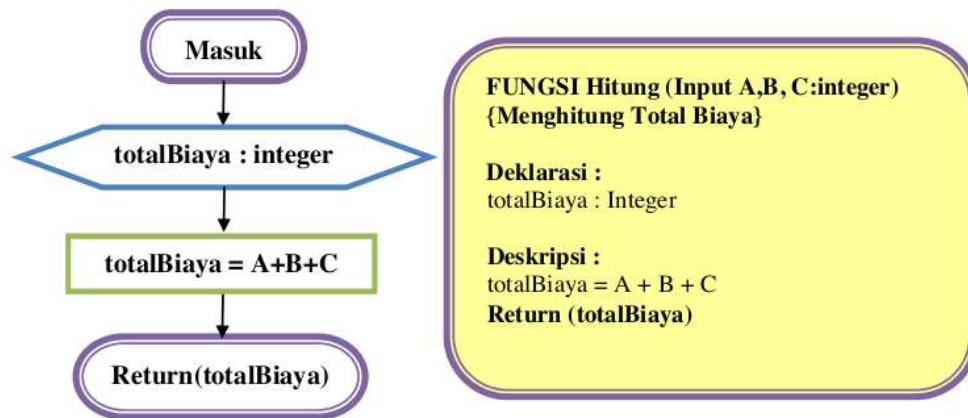 Masuk
totalBiaya : integer
totalBiaya = A+B+C
Return(totalBiaya)
FUNGSI Hitung (Input A,B, C:integer)
{Menghitung Total Biaya}
Deklarasi :
totalBiaya : Integer
Deskripsi :
totalBiaya = A + B + C
Return (totalBiaya)